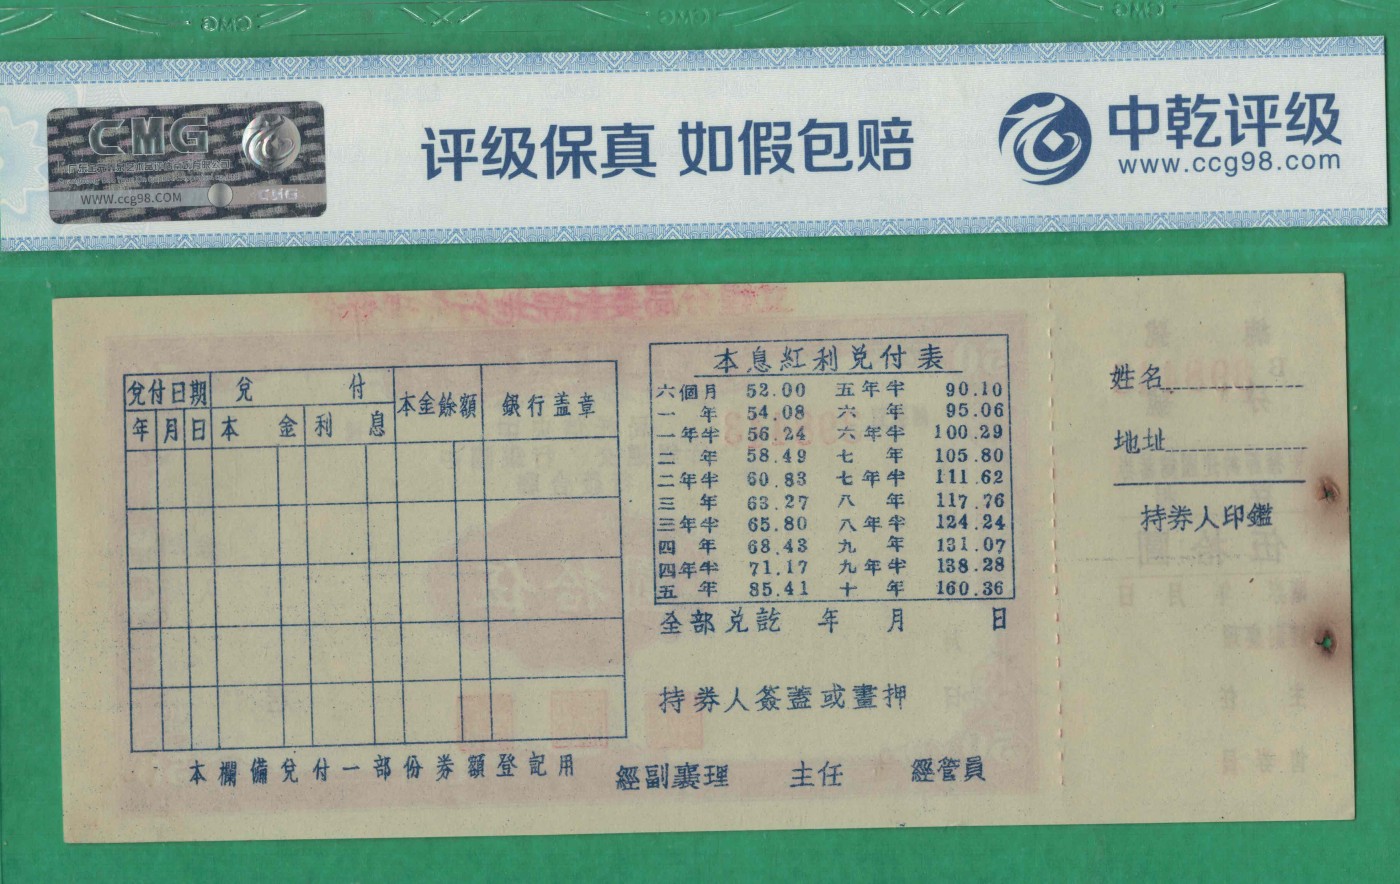 CMG
WWW.ccg98.COM
CMG
评级保真 如假包赔
中乾评级
www.ccg98.com
兌付日期 兌 付 本金餘額 銀行蓋章
年 月 日 本 金 利 息
本欄備兌付一部份券額登記用
本息紅利兌付表
六個月 52.00 五年半 90.10
一年 54.08 六年 95.06
一年半 56.24 六年半 100.29
二年 58.49 七年 105.80
二年半 60.83 七年半 111.62
三年 63.27 八年 117.76
三年半 65.80 八年半 124.24
四年 68.43 九年 131.07
四年半 71.17 九年半 138.28
五年 85.41 十年 160.36
全部兌訖 年 月 日
持券人簽蓋或畫押
經副襄理 主任 經管員
姓名
地址
持券人印鑑